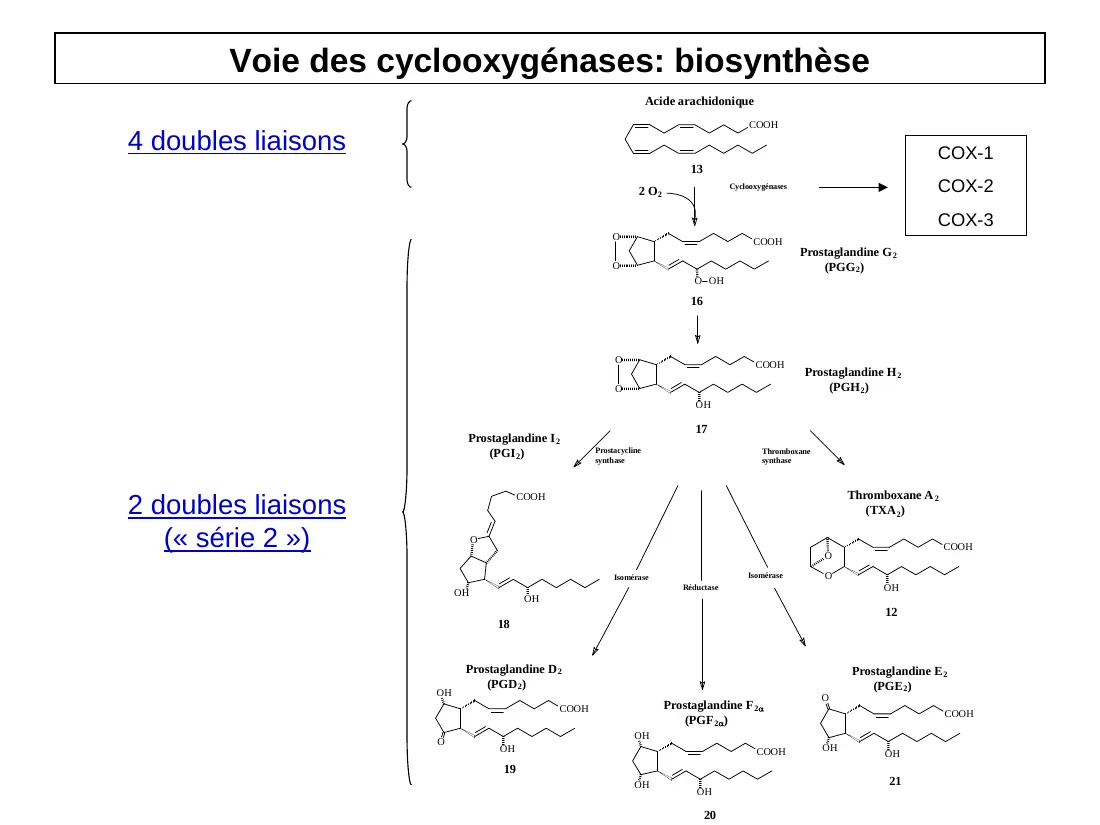 Voie des cyclooxygénases: biosynthèse
4 doubles liaisons
Acide arachidonique
COOH
13
2 O₂
Cyclooxygénases
COX-1
COX-2
COX-3
O
O
COOH
O–OH
Prostaglandine G₂
(PGG₂)
16
O
O
COOH
OH
Prostaglandine H₂
(PGH₂)
17
2 doubles liaisons
(« série 2 »)
Prostaglandine I₂
(PGI₂)
Prostacycline
synthase
Thromboxane
synthase
COOH
O
OH
OH
18
Thromboxane A₂
(TXA₂)
O
O
COOH
OH
12
Isomérase
Réductase
Isomérase
Prostaglandine D₂
(PGD₂)
OH
COOH
O
OH
19
Prostaglandine F₂α
(PGF₂α)
OH
COOH
OH
OH
20
Prostaglandine E₂
(PGE₂)
O
COOH
OH
OH
21